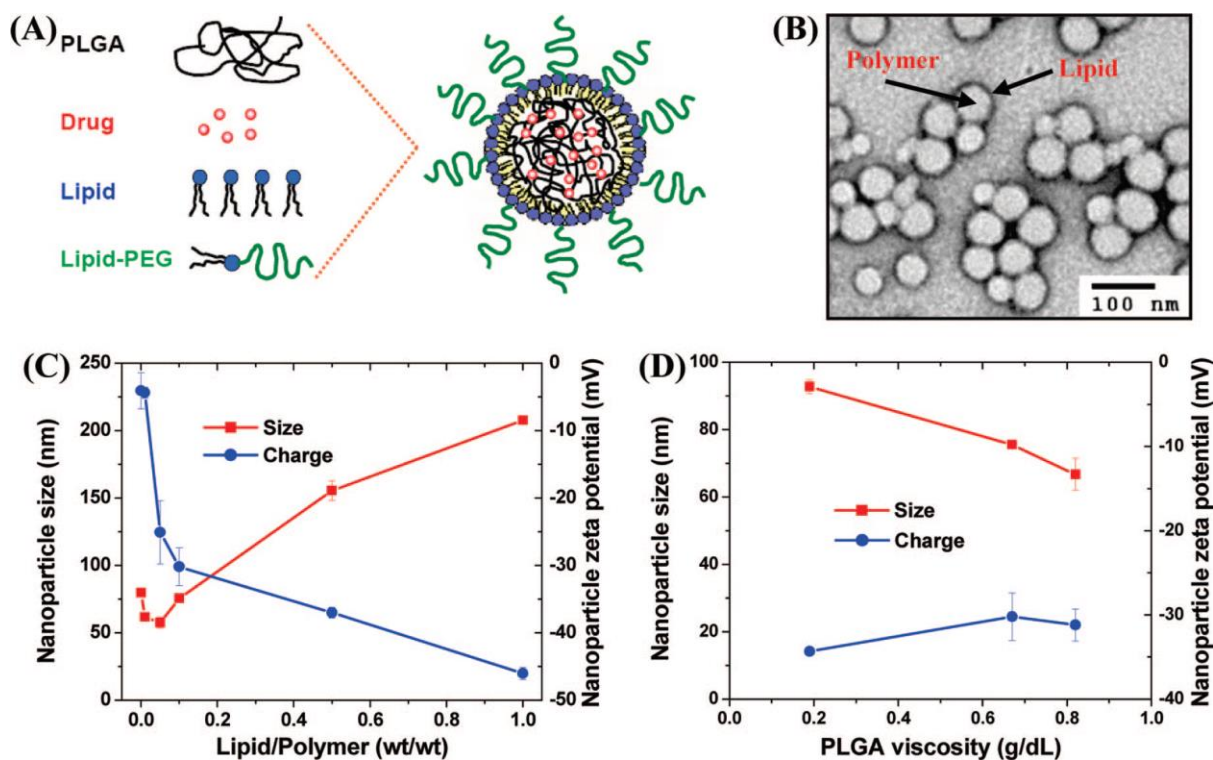 (A)
PLGA
Drug
Lipid
Lipid-PEG
(B)
Polymer
Lipid
100 nm
(C)
Nanoparticle size (nm)
250
200
150
100
50
0
Size
Charge
0
-10
-20
-30
-40
-50
Nanoparticle zeta potential (mV)
0.0 0.2 0.4 0.6 0.8 1.0
Lipid/Polymer (wt/wt)
(D)
Nanoparticle size (nm)
100
80
60
40
20
0
Size
Charge
0
-10
-20
-30
-40
Nanoparticle zeta potential (mV)
0.0 0.2 0.4 0.6 0.8 1.0
PLGA viscosity (g/dL)